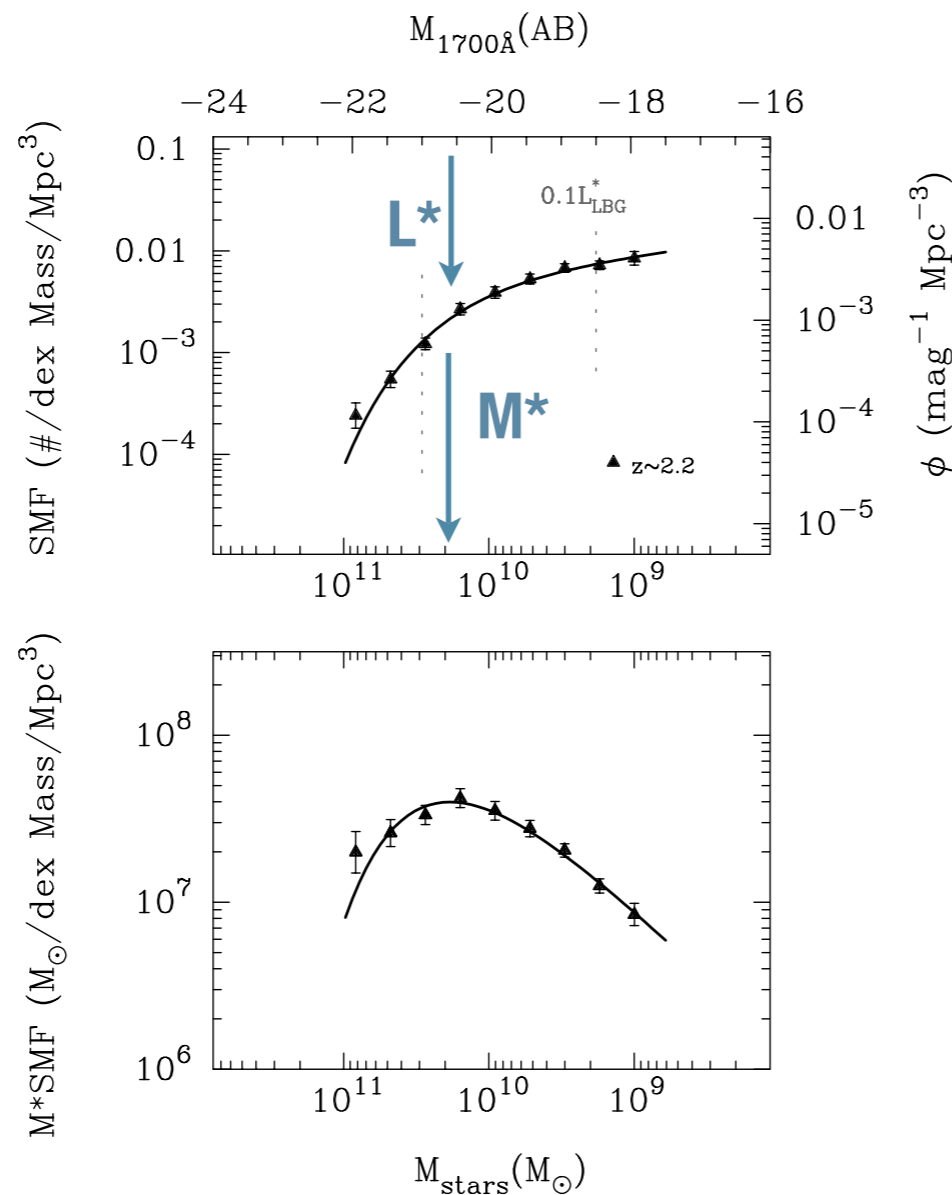 M₁₇₀₀Å(AB)
−24 −22 −20 −18 −16
SMF (#/dex Mass/Mpc³)
0.1
0.01
10⁻³
10⁻⁴
L*
0.1L*LBG
M*
z~2.2
0.01
10⁻³
10⁻⁴
10⁻⁵
ϕ (mag⁻¹ Mpc⁻³)
10¹¹ 10¹⁰ 10⁹
M*SMF (M☉/dex Mass/Mpc³)
10⁸
10⁷
10⁶
10¹¹ 10¹⁰ 10⁹
Mstars(M☉)